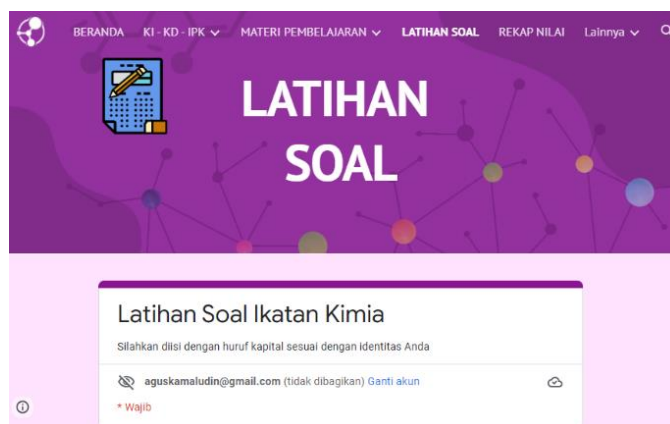 BERANDA KI - KD - IPK MATERI PEMBELAJARAN LATIHAN SOAL REKAP NILAI Lainnya
LATIHAN
SOAL
Latihan Soal Ikatan Kimia
Silahkan diisi dengan huruf kapital sesuai dengan identitas Anda
aguskamaludin@gmail.com (tidak dibagikan) Ganti akun
* Wajib